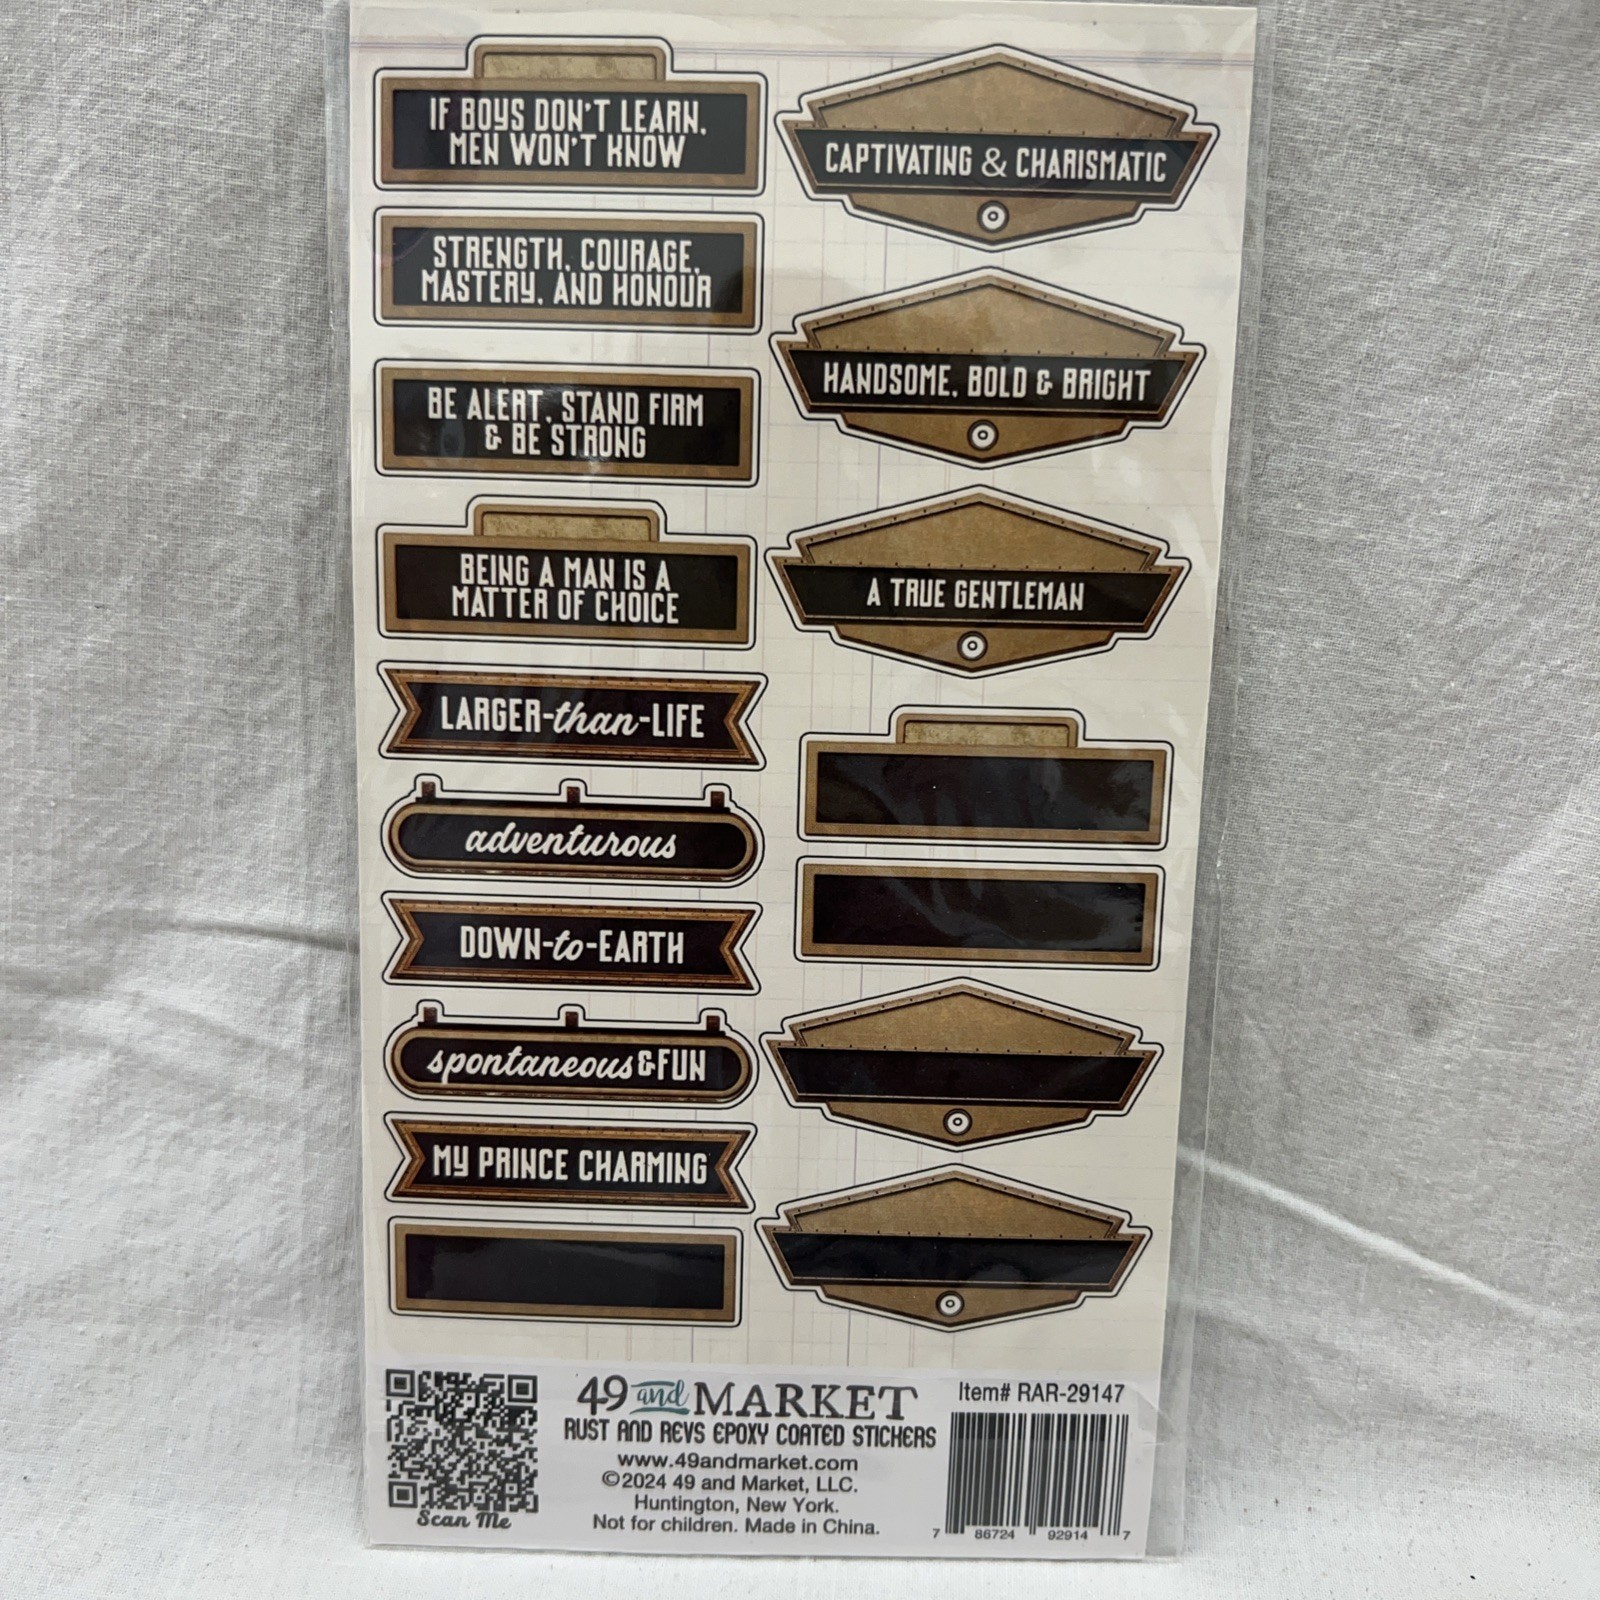 IF BOYS DON'T LEARN,
MEN WON'T KNOW
STRENGTH, COURAGE,
MASTERY, AND HONOUR
BE ALERT, STAND FIRM
& BE STRONG
BEING A MAN IS A
MATTER OF CHOICE
LARGER-than-LIFE
adventurous
DOWN-to-EARTH
spontaneous & FUN
MY PRINCE CHARMING
CAPTIVATING & CHARISMATIC
HANDSOME, BOLD & BRIGHT
A TRUE GENTLEMAN
Scan Me
49 and MARKET
RUST AND REVS EPOXY COATED STICKERS
www.49andmarket.com
©2024 49 and Market, LLC.
Huntington, New York.
Not for children. Made in China.
Item# RAR-29147
7 86724 92914 7